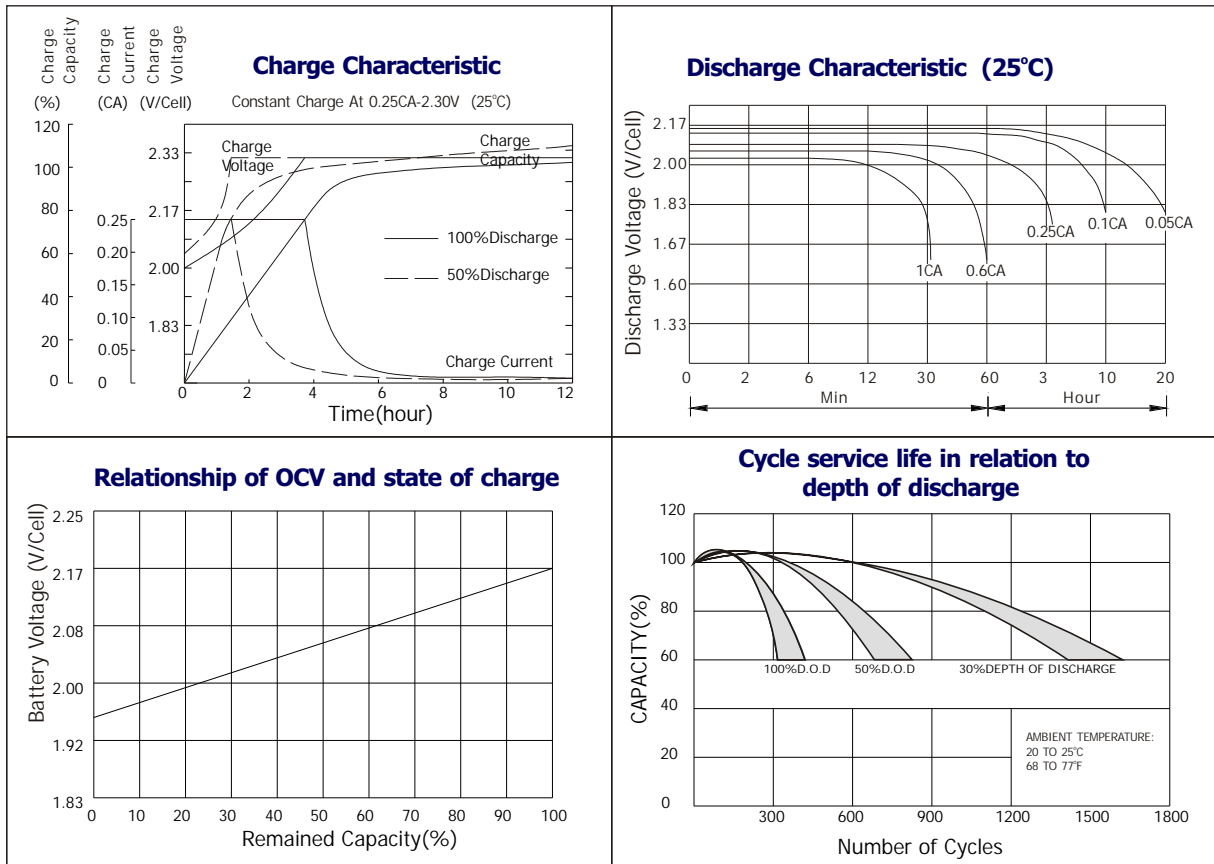 Charge Characteristic
Constant Charge At 0.25CA-2.30V (25°C)
Charge Capacity
Charge Current
Charge Voltage
(%) (CA) (V/Cell)
120
100
80
60
40
20
0
0.25
0.20
0.15
0.10
0.05
0
2.33
2.17
2.00
1.83
Charge
Voltage
Charge
Capacity
100%Discharge
50%Discharge
Charge Current
0 2 4 6 8 10 12
Time(hour)
Discharge Characteristic (25°C)
Discharge Voltage (V/Cell)
2.17
2.00
1.83
1.67
1.60
1.33
1CA 0.6CA 0.25CA 0.1CA 0.05CA
0 2 6 12 30 60 3 10 20
Min Hour
Relationship of OCV and state of charge
Battery Voltage (V/Cell)
2.25
2.17
2.08
2.00
1.92
1.83
0 10 20 30 40 50 60 70 80 90 100
Remained Capacity(%)
Cycle service life in relation to
depth of discharge
CAPACITY(%)
120
100
80
60
40
20
0
100%D.O.D 50%D.O.D 30%DEPTH OF DISCHARGE
AMBIENT TEMPERATURE:
20 TO 25°C
68 TO 77°F
300 600 900 1200 1500 1800
Number of Cycles